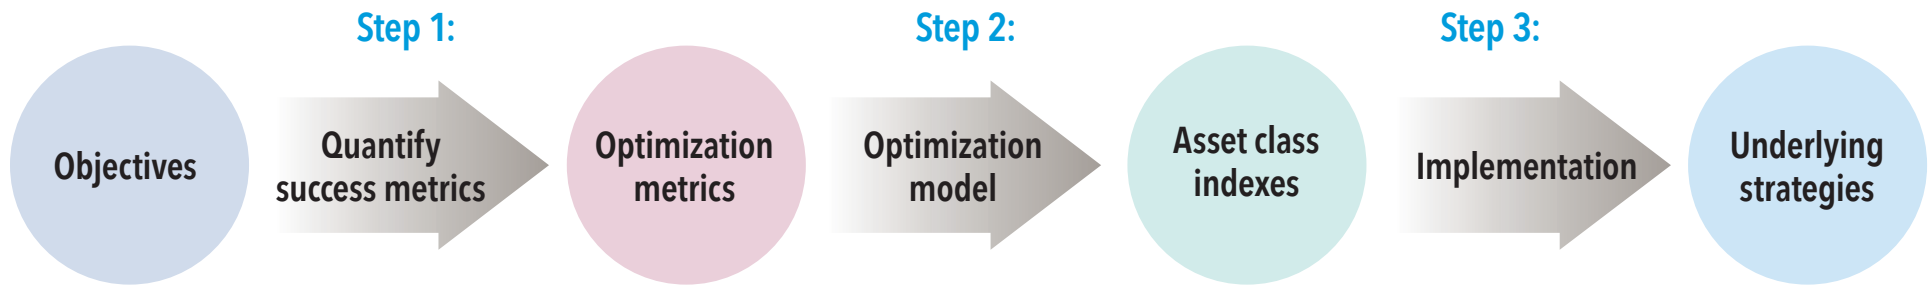 Step 1:
Step 2:
Step 3:
Objectives
Quantify
success metrics
Optimization
metrics
Optimization
model
Asset class
indexes
Implementation
Underlying
strategies